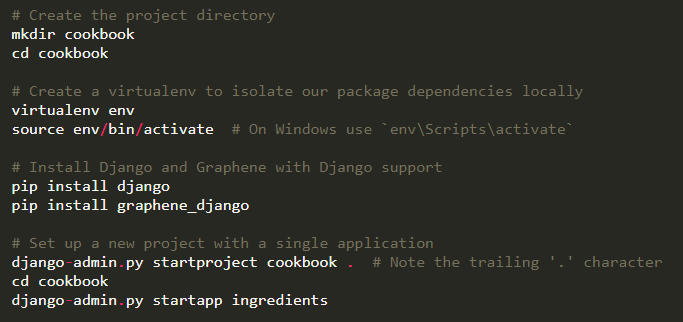 # Create the project directory
mkdir cookbook
cd cookbook
# Create a virtualenv to isolate our package dependencies locally
virtualenv env
source env/bin/activate  # On Windows use `env\Scripts\activate`
# Install Django and Graphene with Django support
pip install django
pip install graphene_django
# Set up a new project with a single application
django-admin.py startproject cookbook .  # Note the trailing '.' character
cd cookbook
django-admin.py startapp ingredients